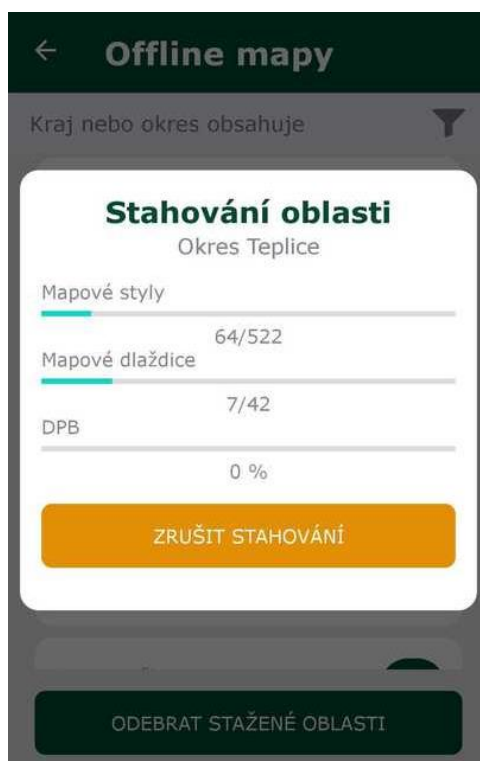 Offline mapy
Kraj nebo okres obsahuje
Stahování oblasti
Okres Teplice
Mapové styly
64/522
Mapové dlaždice
7/42
DPB
0 %
ZRUŠIT STAHOVÁNÍ
ODEBRAT STAŽENÉ OBLASTI